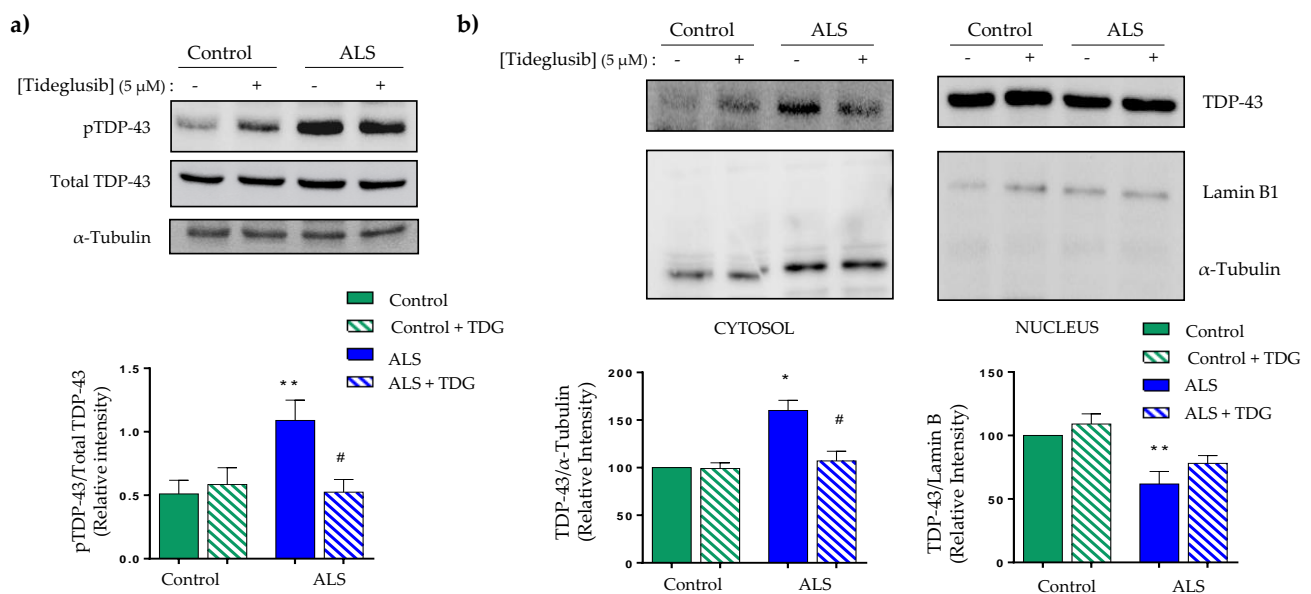 a)
Control ALS
[Tideglusib] (5 μM) : - + - +
pTDP-43
Total TDP-43
α-Tubulin
Control
Control + TDG
ALS
ALS + TDG
pTDP-43/Total TDP-43
(Relative intensity)
1.5
1.0
0.5
0.0
**
#
Control ALS
b)
Control ALS Control ALS
[Tideglusib] (5 μM) : - + - + - + - +
TDP-43
Lamin B1
α-Tubulin
CYTOSOL NUCLEUS
Control
Control + TDG
ALS
ALS + TDG
TDP-43/α-Tubulin
(Relative Intensity)
200
150
100
50
0
*
#
Control ALS
TDP-43/Lamin B
(Relative Intensity)
150
100
50
0
**
Control ALS